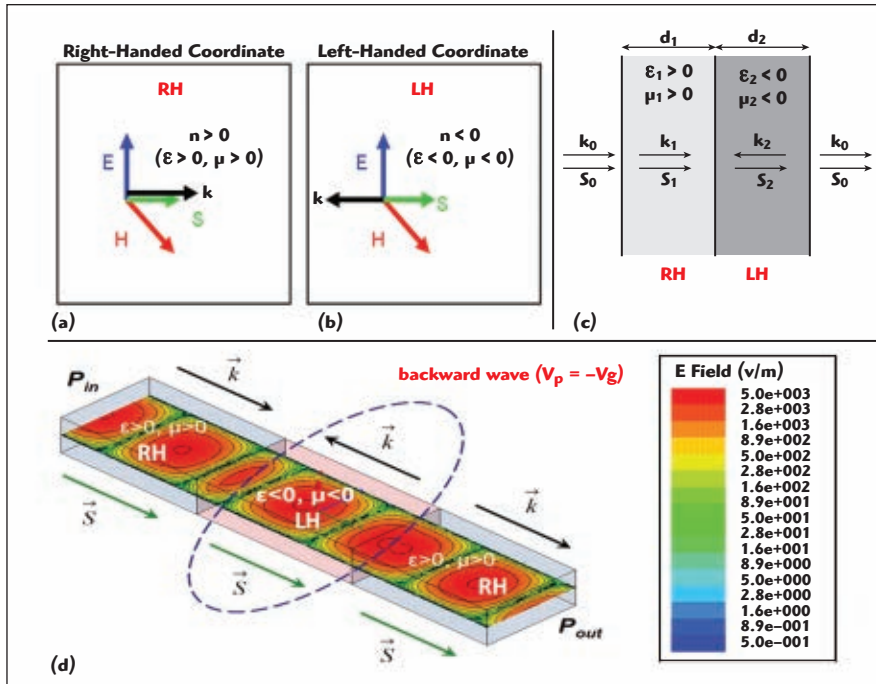 Right-Handed Coordinate
RH
n > 0
(ε > 0, μ > 0)
E
k
S
H
(a)
Left-Handed Coordinate
LH
n < 0
(ε < 0, μ < 0)
E
k
S
H
(b)
d1 d2
ε1 > 0 ε2 < 0
μ1 > 0 μ2 < 0
k0 k1 k2 k0
S0 S1 S2 S0
RH LH
(c)
backward wave (Vp = –Vg)
Pin
k
ε>0, μ>0
RH
k
S
ε<0, μ<0
LH
k
S
ε>0, μ>0
RH
S
Pout
(d)
E Field (v/m)
5.0e+003
2.8e+003
1.6e+003
8.9e+002
5.0e+002
2.8e+002
1.6e+002
8.9e+001
5.0e+001
2.8e+001
1.6e+001
8.9e+000
5.0e+000
2.8e+000
1.6e+000
8.9e–001
5.0e–001